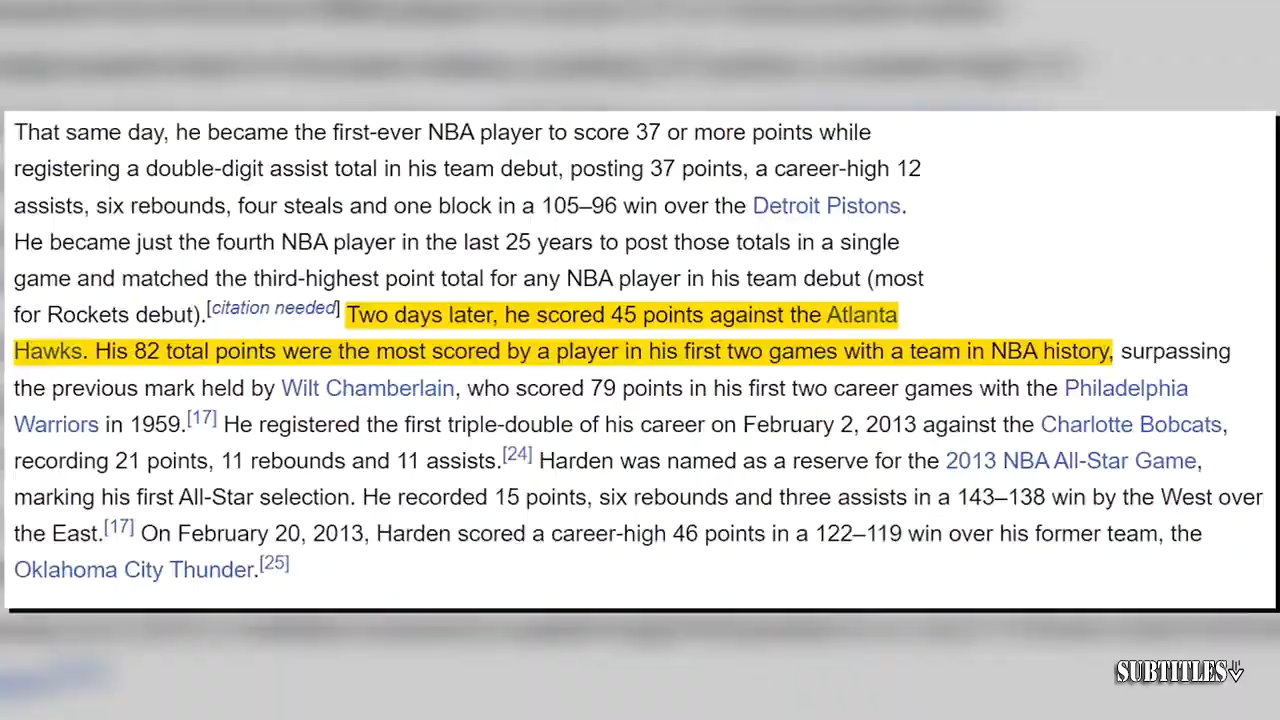 That same day, he became the first-ever NBA player to score 37 or more points while
registering a double-digit assist total in his team debut, posting 37 points, a career-high 12
assists, six rebounds, four steals and one block in a 105–96 win over the Detroit Pistons.
He became just the fourth NBA player in the last 25 years to post those totals in a single
game and matched the third-highest point total for any NBA player in his team debut (most
for Rockets debut).[citation needed] Two days later, he scored 45 points against the Atlanta
Hawks. His 82 total points were the most scored by a player in his first two games with a team in NBA history, surpassing
the previous mark held by Wilt Chamberlain, who scored 79 points in his first two career games with the Philadelphia
Warriors in 1959.[17] He registered the first triple-double of his career on February 2, 2013 against the Charlotte Bobcats,
recording 21 points, 11 rebounds and 11 assists.[24] Harden was named as a reserve for the 2013 NBA All-Star Game,
marking his first All-Star selection. He recorded 15 points, six rebounds and three assists in a 143–138 win by the West over
the East.[17] On February 20, 2013, Harden scored a career-high 46 points in a 122–119 win over his former team, the
Oklahoma City Thunder.[25]
SUBTITLES